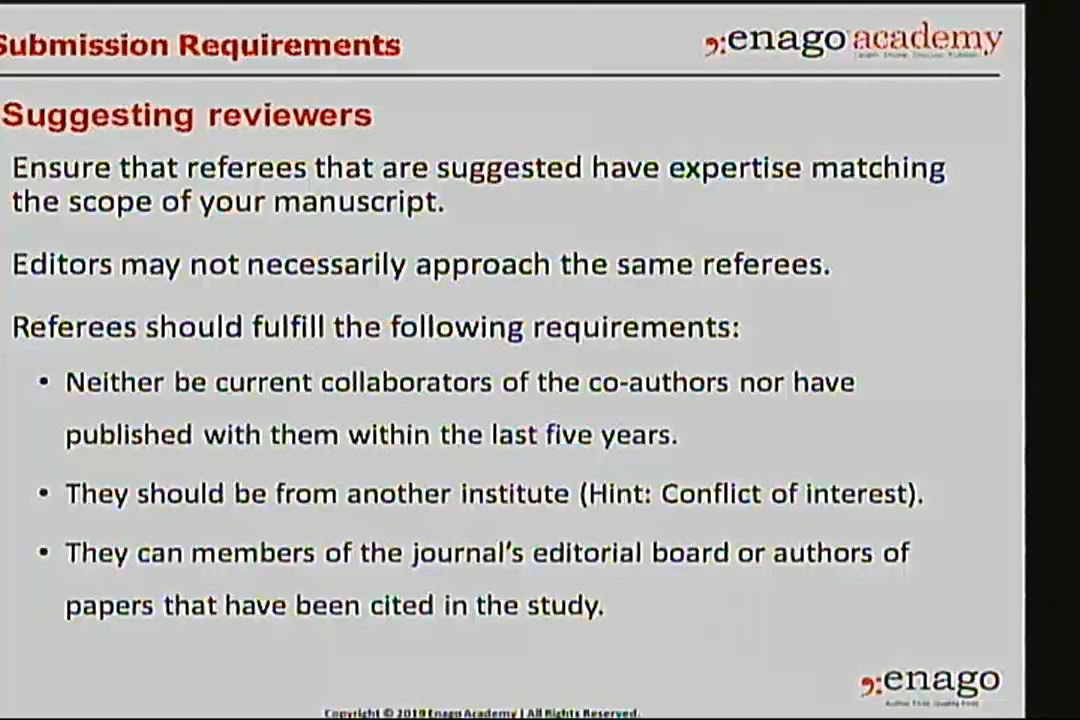 Submission Requirements
enago academy
Suggesting reviewers
Ensure that referees that are suggested have expertise matching
the scope of your manuscript.
Editors may not necessarily approach the same referees.
Referees should fulfill the following requirements:
• Neither be current collaborators of the co-authors nor have
published with them within the last five years.
• They should be from another institute (Hint: Conflict of interest).
• They can members of the journal's editorial board or authors of
papers that have been cited in the study.
enago
Copyright © 2019 Enago Academy | All Rights Reserved.